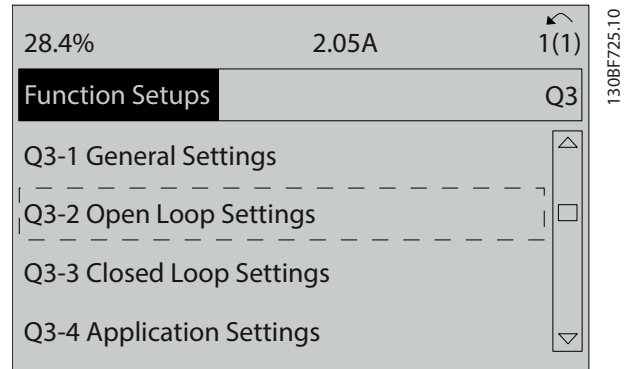 28.4% 2.05A 1(1)
Function Setups Q3
Q3-1 General Settings
Q3-2 Open Loop Settings
Q3-3 Closed Loop Settings
Q3-4 Application Settings
130BF725.10